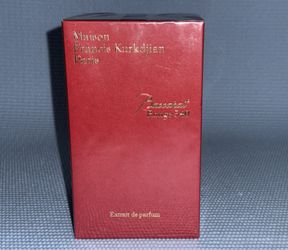 Maison
Francis Kurkdjian
Paris
Baccarat
Rouge 540
Extrait de parfum